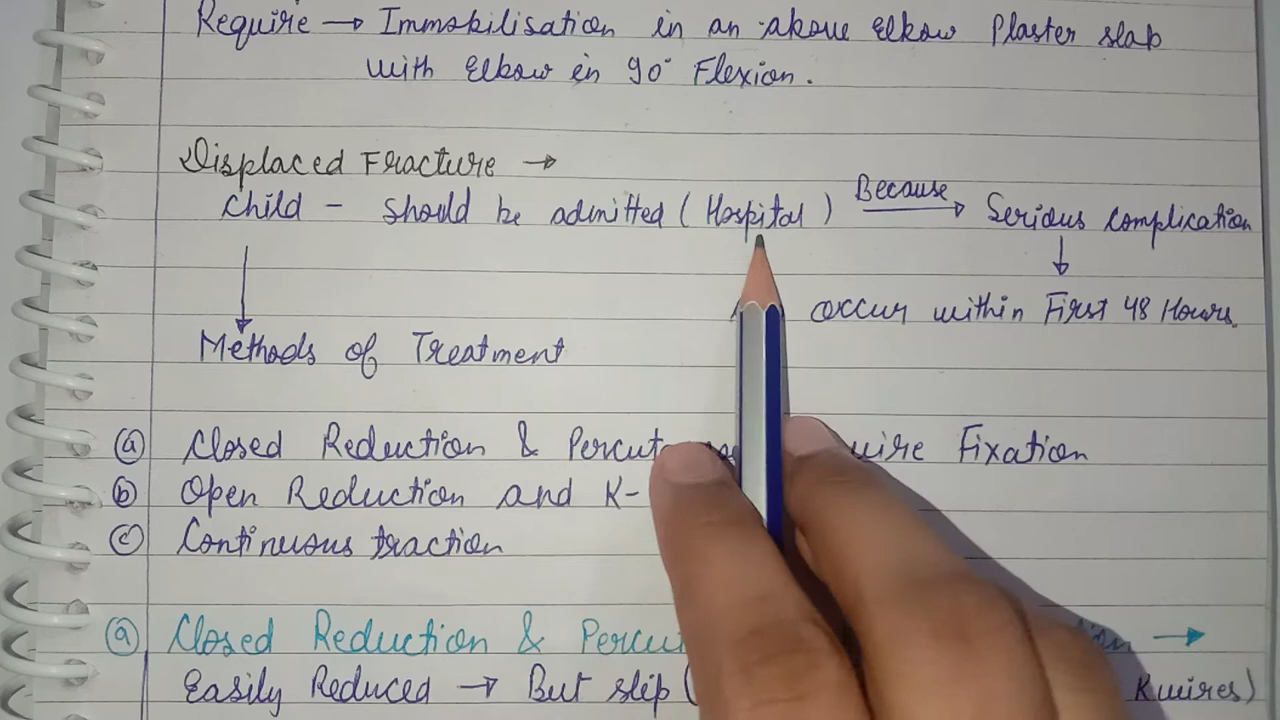 Require → Immobilisation in an above Elbow Plaster slab
with Elbow in 90° Flexion.
Displaced Fracture →
Child - should be admitted (Hospital) Because → Serious Complication
↓
occur within First 48 Hours.
Methods of Treatment
(a) Closed Reduction & Percut wire Fixation
(b) Open Reduction and K-
(c) Continuous traction
(a) Closed Reduction & Percu →
Easily Reduced → But slip ( Kwires)